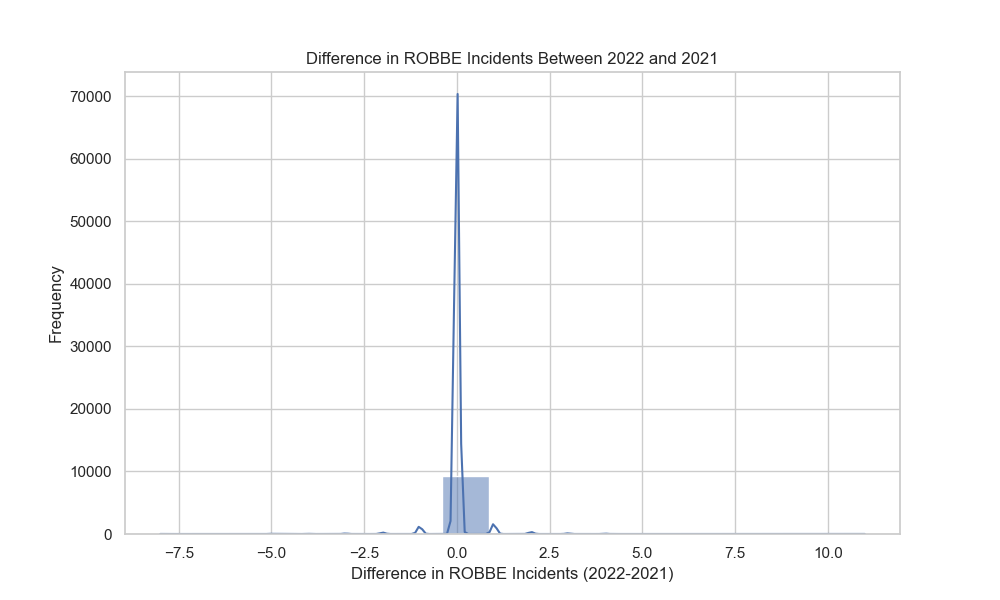 Difference in ROBBE Incidents Between 2022 and 2021
70000
60000
50000
40000
30000
20000
10000
0
Frequency
−7.5 −5.0 −2.5 0.0 2.5 5.0 7.5 10.0
Difference in ROBBE Incidents (2022-2021)